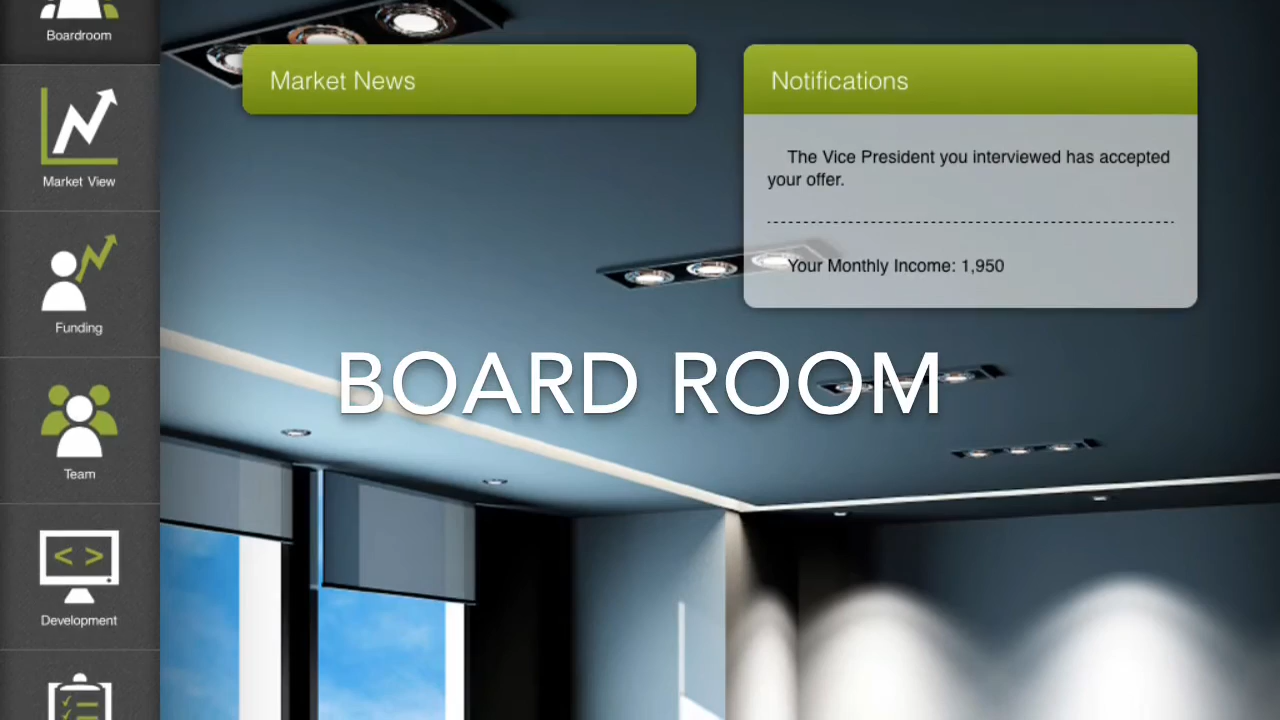 Boardroom
Market View
Funding
Team
Development
Market News
Notifications
The Vice President you interviewed has accepted
your offer.
Your Monthly Income: 1,950
BOARD ROOM